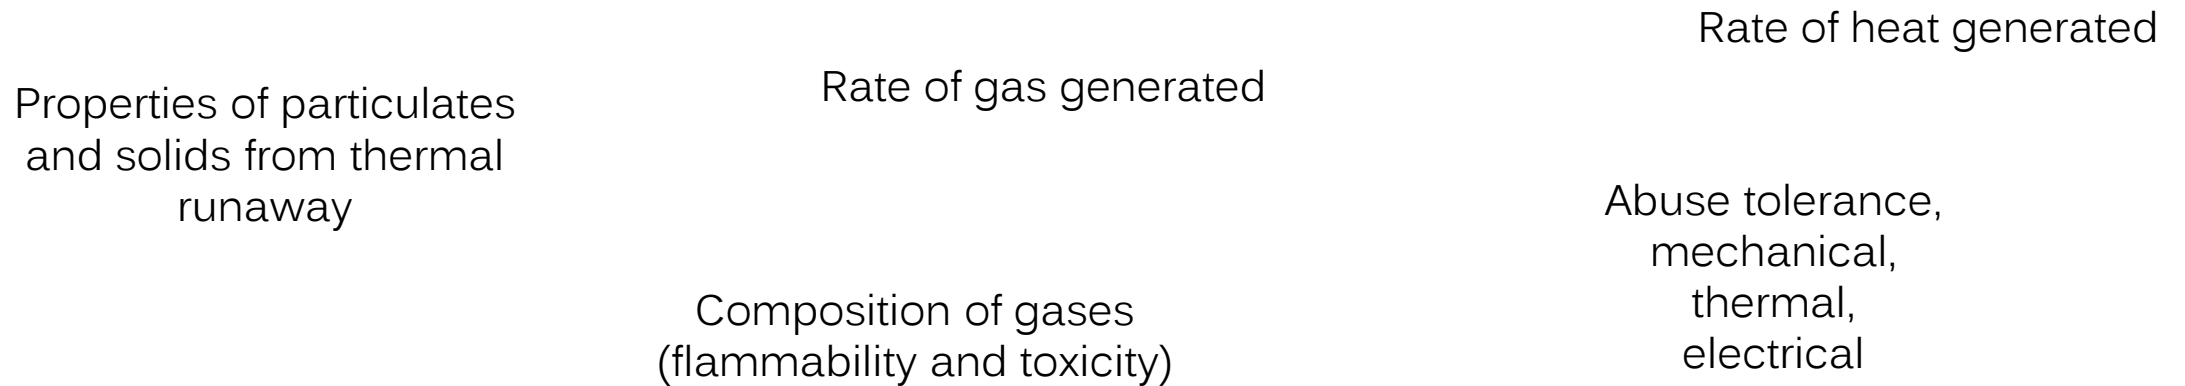 Rate of heat generated
Rate of gas generated
Properties of particulates
and solids from thermal
runaway
Abuse tolerance,
mechanical,
thermal,
electrical
Composition of gases
(flammability and toxicity)